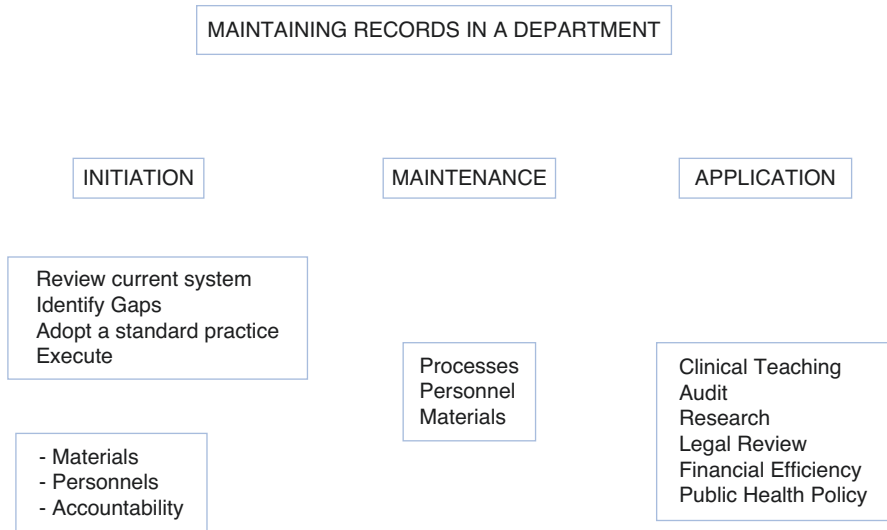 MAINTAINING RECORDS IN A DEPARTMENT
INITIATION
MAINTENANCE
APPLICATION
Review current system
Identify Gaps
Adopt a standard practice
Execute
- Materials
- Personnels
- Accountability
Processes
Personnel
Materials
Clinical Teaching
Audit
Research
Legal Review
Financial Efficiency
Public Health Policy